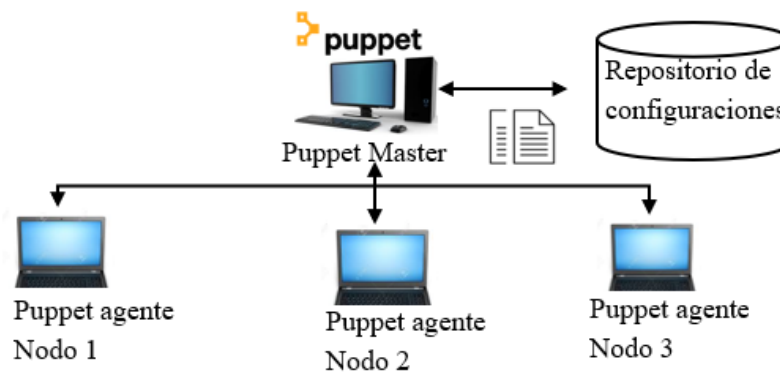 puppet
Repositorio de
configuraciones
Puppet Master
Puppet agente
Nodo 1
Puppet agente
Nodo 2
Puppet agente
Nodo 3